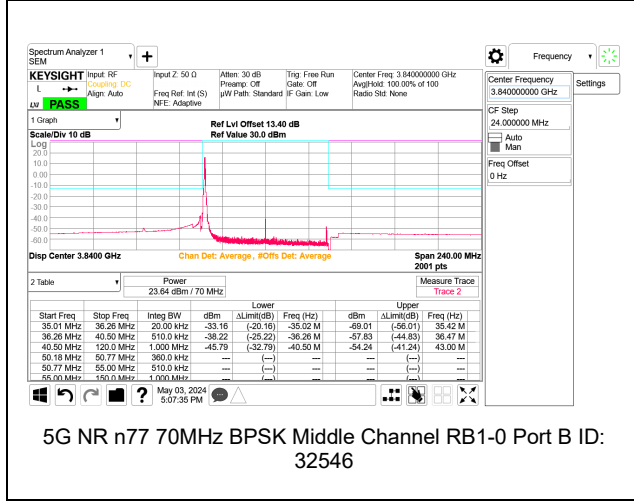 Spectrum Analyzer 1
SEM
Frequency
KEYSIGHT
L
LXI PASS
Input: RF
Coupling: DC
Align: Auto
Input Z: 50 Ω
Freq Ref: Int (S)
NFE: Adaptive
Atten: 30 dB
Preamp: Off
µW Path: Standard
Trig: Free Run
Gate: Off
IF Gain: Low
Center Freq: 3.840000000 GHz
Avg|Hold: 100.00% of 100
Radio Std: None
Center Frequency
3.840000000 GHz
Settings
CF Step
24.000000 MHz
Auto
Man
Freq Offset
0 Hz
1 Graph
Scale/Div 10 dB
Ref Lvl Offset 13.40 dB
Ref Value 30.0 dBm
Log
20.0
10.0
0.00
-10.0
-20.0
-30.0
-40.0
-50.0
-60.0
Disp Center 3.8400 GHz
Chan Det: Average, #Offs Det: Average
Span 240.00 MHz
2001 pts
2 Table
Power
23.64 dBm / 70 MHz
Measure Trace
Trace 2
Lower Upper
Start Freq Stop Freq Integ BW dBm ΔLimit(dB) Freq (Hz) dBm ΔLimit(dB) Freq (Hz)
35.01 MHz 36.26 MHz 20.00 kHz -33.16 (-20.16) -35.02 M -69.01 (-56.01) 35.42 M
36.26 MHz 40.50 MHz 510.0 kHz -38.22 (-25.22) -36.26 M -57.83 (-44.83) 36.47 M
40.50 MHz 120.0 MHz 1.000 MHz -45.79 (-32.79) -40.50 M -54.24 (-41.24) 43.00 M
50.18 MHz 50.77 MHz 360.0 kHz --- (---) --- --- (---) ---
50.77 MHz 55.00 MHz 510.0 kHz --- (---) --- --- (---) ---
55.00 MHz 150.0 MHz 1.000 MHz --- (---) --- --- (---) ---
May 03, 2024
5:07:35 PM
5G NR n77 70MHz BPSK Middle Channel RB1-0 Port B ID:
32546